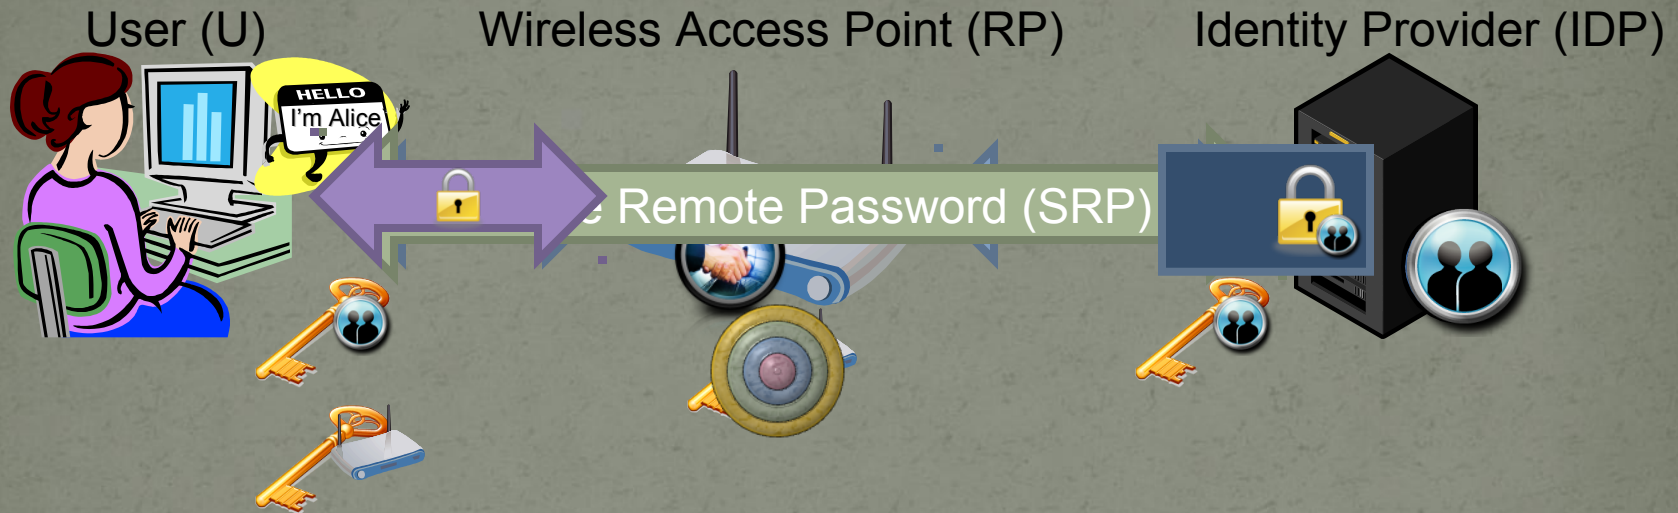 User (U)
Wireless Access Point (RP)
Identity Provider (IDP)
HELLO
I'm Alice
Remote Password (SRP)